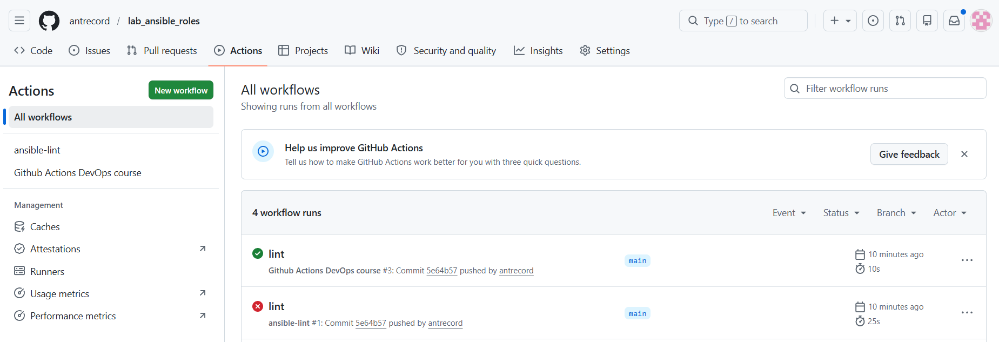 antrecord / lab_ansible_roles
Type / to search
Code
Issues
Pull requests
Actions
Projects
Wiki
Security and quality
Insights
Settings
Actions
New workflow
All workflows
ansible-lint
Github Actions DevOps course
Management
Caches
Attestations
Runners
Usage metrics
Performance metrics
All workflows
Showing runs from all workflows
Filter workflow runs
Help us improve GitHub Actions
Tell us how to make GitHub Actions work better for you with three quick questions.
Give feedback
4 workflow runs
Event
Status
Branch
Actor
lint
Github Actions DevOps course #3: Commit 5e64b57 pushed by antrecord
main
10 minutes ago
10s
lint
ansible-lint #1: Commit 5e64b57 pushed by antrecord
main
10 minutes ago
25s